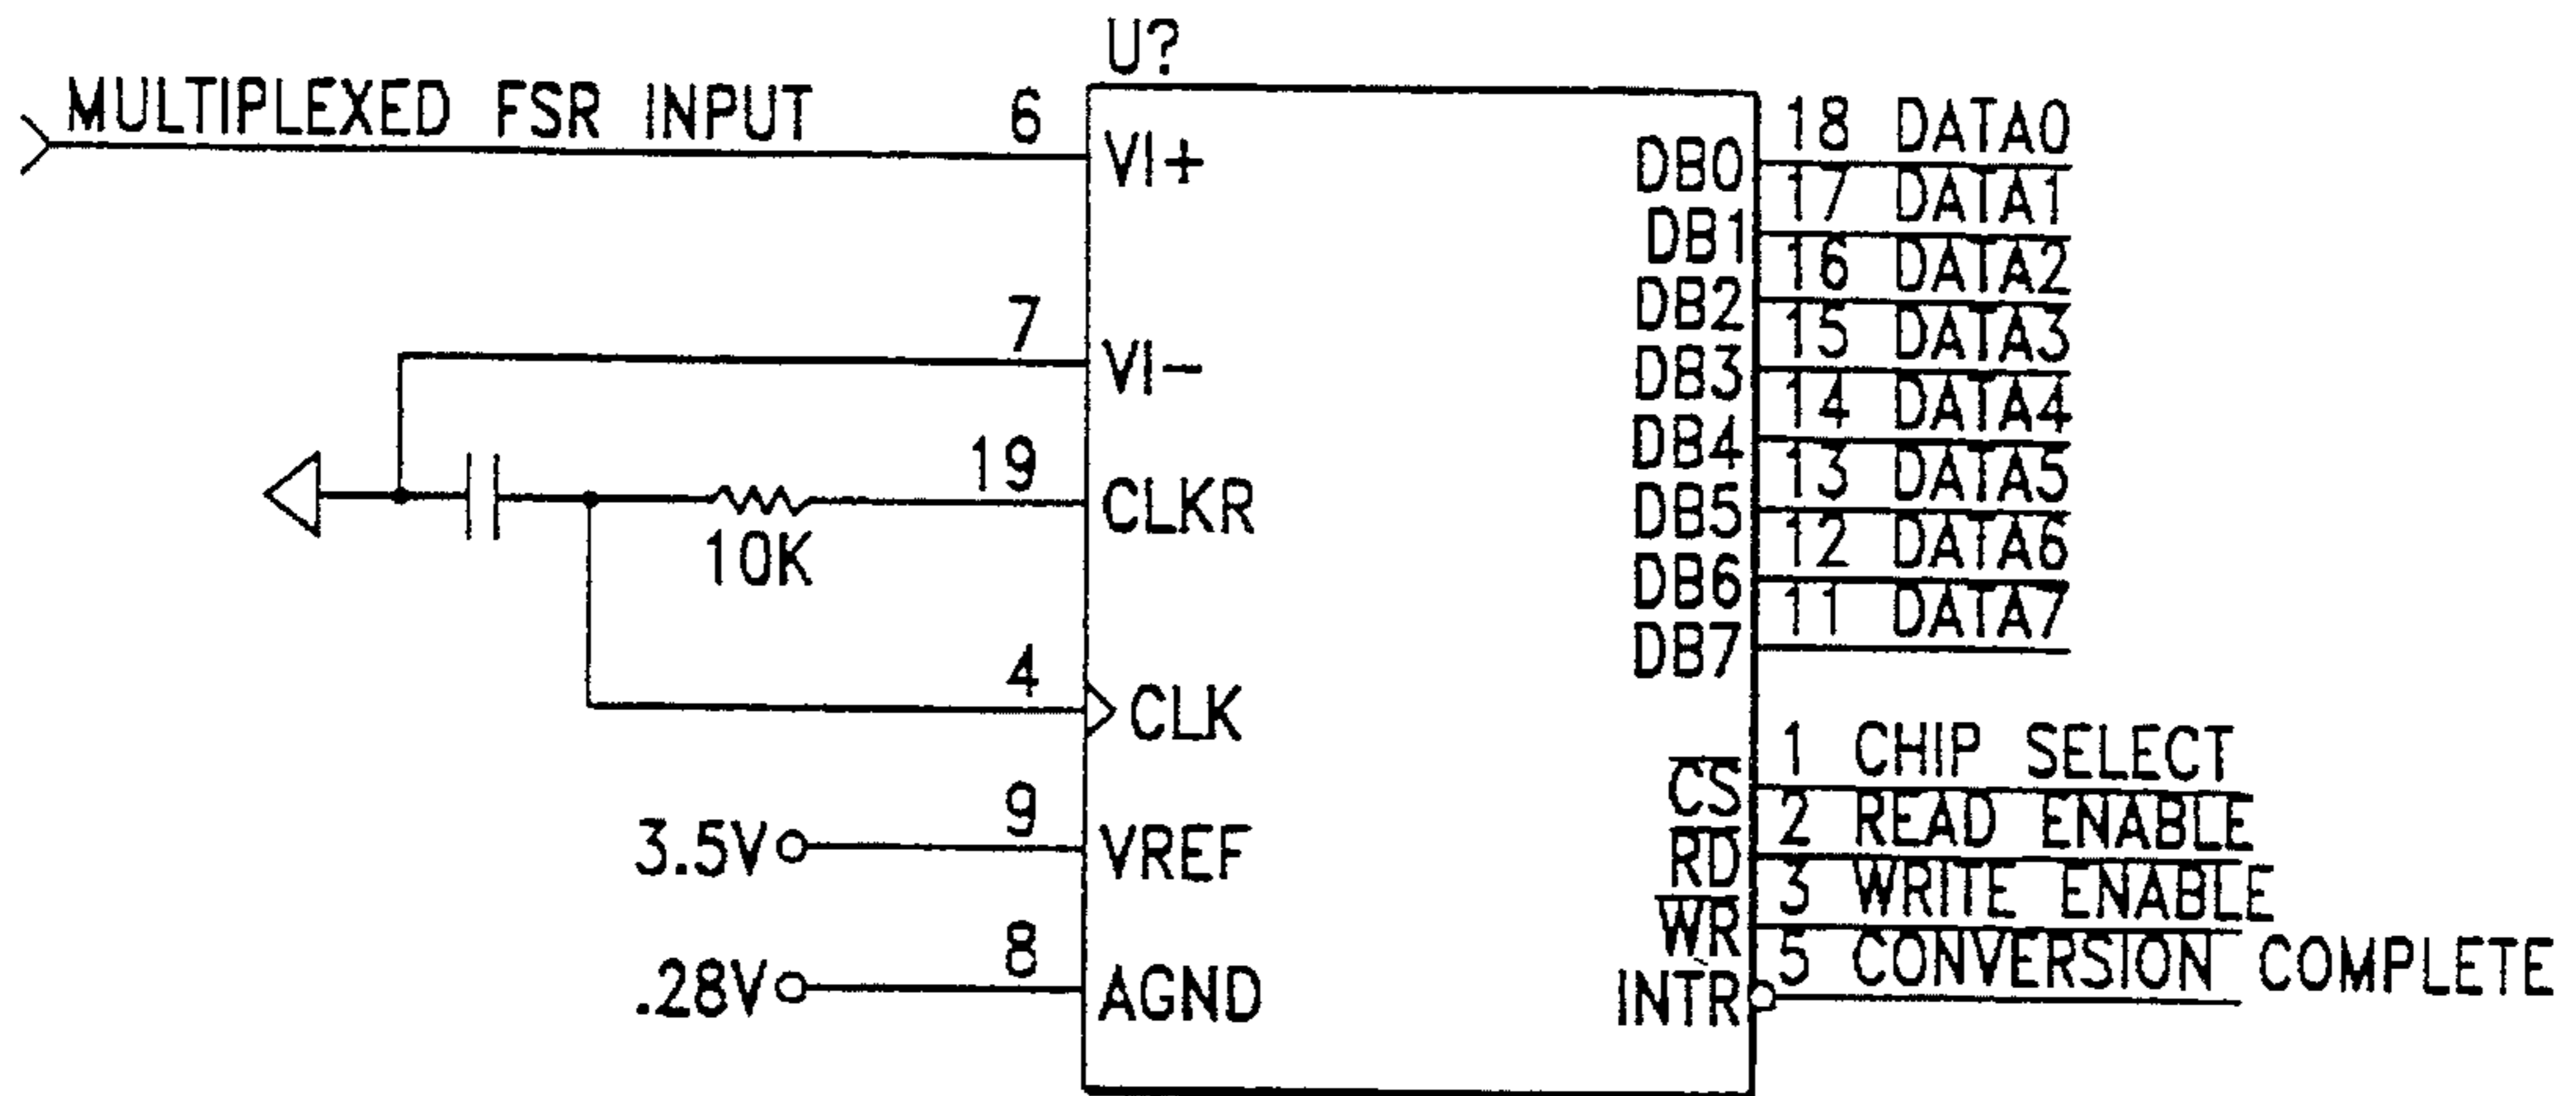 U?
MULTIPLEXED FSR INPUT
6
VI+
7
VI-
19
CLKR
10K
4
CLK
3.5V
9
VREF
.28V
8
AGND
DB0 18 DATA0
DB1 17 DATA1
DB2 16 DATA2
DB3 15 DATA3
DB4 14 DATA4
DB5 13 DATA5
DB6 12 DATA6
DB7 11 DATA7
CS 1 CHIP SELECT
RD 2 READ ENABLE
WR 3 WRITE ENABLE
INTR 5 CONVERSION COMPLETE